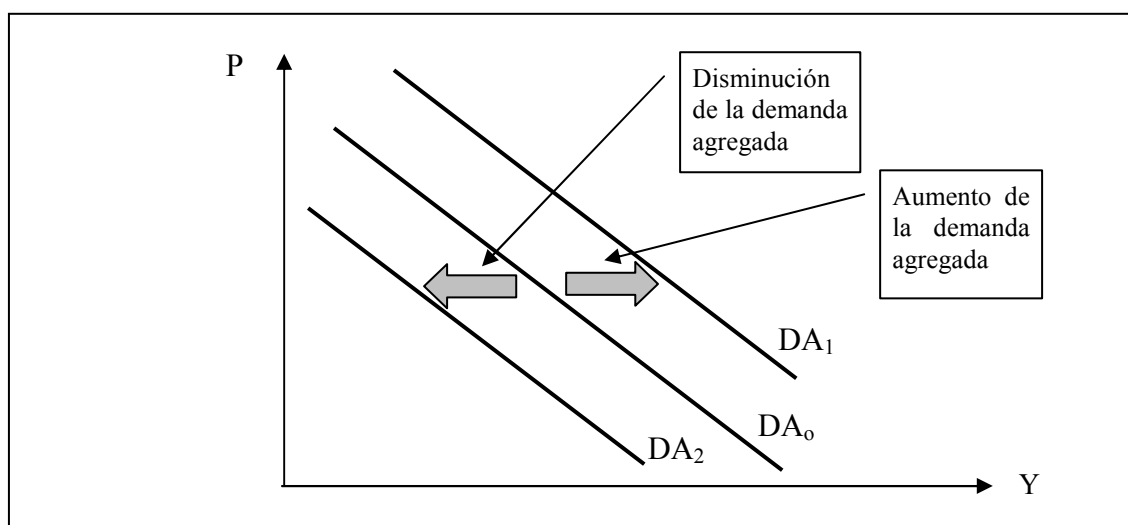 P
Disminución
de la demanda
agregada
Aumento de
la demanda
agregada
DA₁
DAₒ
DA₂
Y